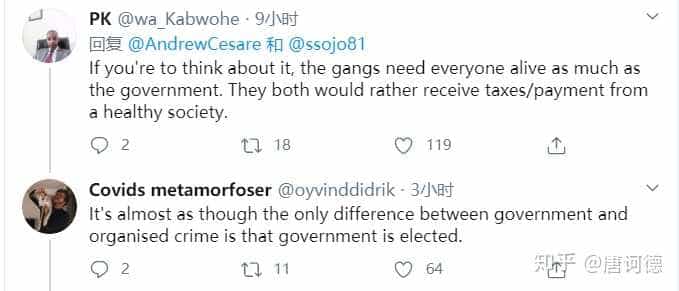 PK @wa_Kabwohe · 9小时
回复 @AndrewCesare 和 @ssojo81
If you're to think about it, the gangs need everyone alive as much as
the government. They both would rather receive taxes/payment from
a healthy society.
2 18 119
Covids metamorfoser @oyvinddidrik · 3小时
It's almost as though the only difference between government and
organised crime is that government is elected.
2 11 64
知乎 @唐诃德